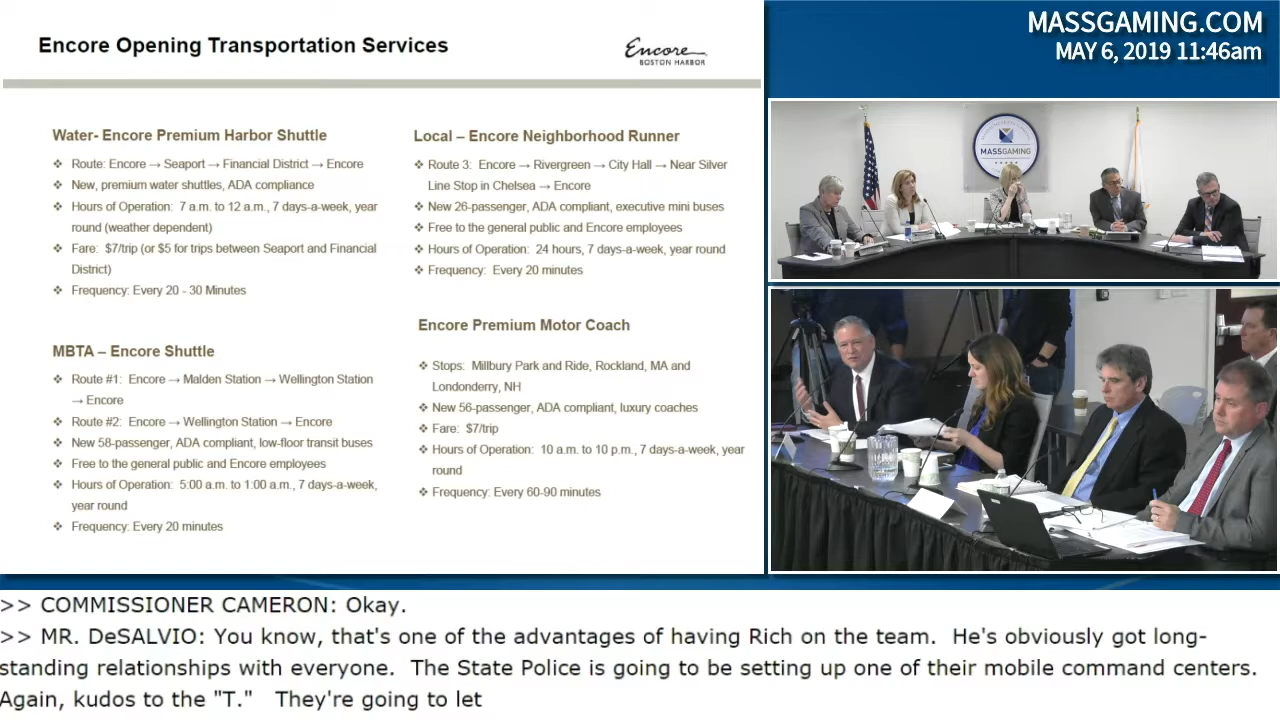 Encore Opening Transportation Services
Encore
BOSTON HARBOR
Water- Encore Premium Harbor Shuttle
❖ Route: Encore → Seaport → Financial District → Encore
❖ New, premium water shuttles, ADA compliance
❖ Hours of Operation: 7 a.m. to 12 a.m., 7 days-a-week, year
round (weather dependent)
❖ Fare: $7/trip (or $5 for trips between Seaport and Financial
District)
❖ Frequency: Every 20 - 30 Minutes
MBTA – Encore Shuttle
❖ Route #1: Encore → Malden Station → Wellington Station
→ Encore
❖ Route #2: Encore → Wellington Station → Encore
❖ New 58-passenger, ADA compliant, low-floor transit buses
❖ Free to the general public and Encore employees
❖ Hours of Operation: 5:00 a.m. to 1:00 a.m., 7 days-a-week,
year round
❖ Frequency: Every 20 minutes
Local – Encore Neighborhood Runner
❖ Route 3: Encore → Rivergreen → City Hall → Near Silver
Line Stop in Chelsea → Encore
❖ New 26-passenger, ADA compliant, executive mini buses
❖ Free to the general public and Encore employees
❖ Hours of Operation: 24 hours, 7 days-a-week, year round
❖ Frequency: Every 20 minutes
Encore Premium Motor Coach
❖ Stops: Millbury Park and Ride, Rockland, MA and
Londonderry, NH
❖ New 56-passenger, ADA compliant, luxury coaches
❖ Fare: $7/trip
❖ Hours of Operation: 10 a.m. to 10 p.m., 7 days-a-week, year
round
❖ Frequency: Every 60-90 minutes
MASSGAMING.COM
MAY 6, 2019 11:46am
MASSGAMING
>> COMMISSIONER CAMERON: Okay.
>> MR. DeSALVIO: You know, that's one of the advantages of having Rich on the team. He's obviously got long-
standing relationships with everyone. The State Police is going to be setting up one of their mobile command centers.
Again, kudos to the "T." They're going to let